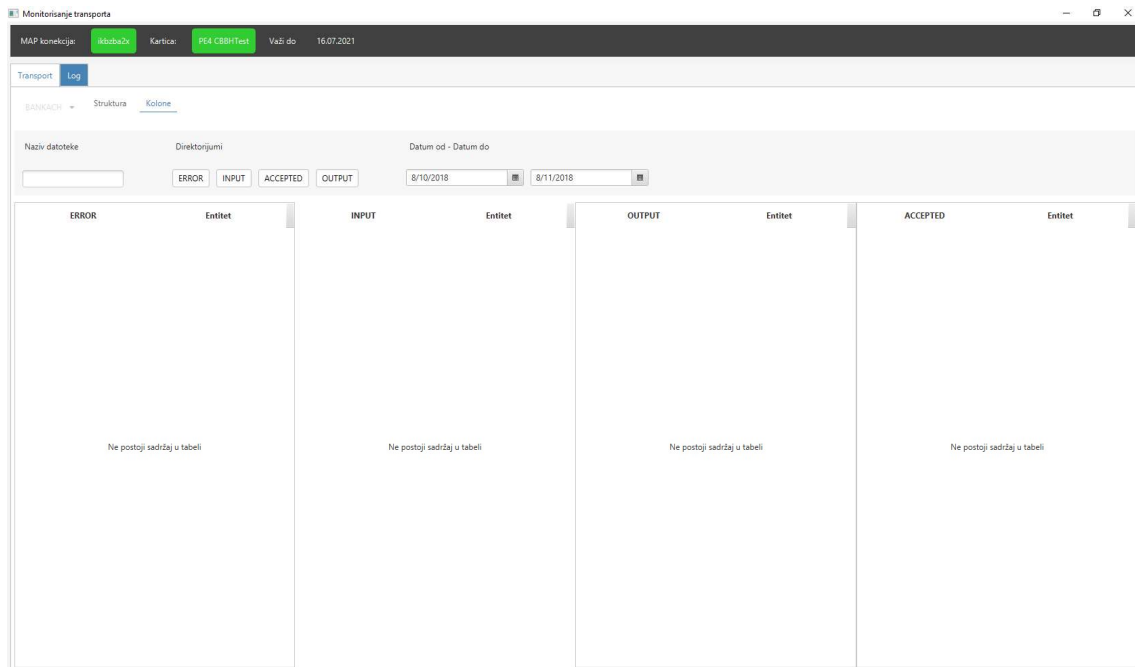 Monitorisanje transporta
MAP konekcija: ikbzba2x Kartica: PE4 CBBHTest Važi do 16.07.2021
Transport Log
BANKACH Struktura Kolone
Naziv datoteke Direktorijumi Datum od - Datum do
ERROR INPUT ACCEPTED OUTPUT 8/10/2018 8/11/2018
ERROR Entitet INPUT Entitet OUTPUT Entitet ACCEPTED Entitet
Ne postoji sadržaj u tabeli Ne postoji sadržaj u tabeli Ne postoji sadržaj u tabeli Ne postoji sadržaj u tabeli